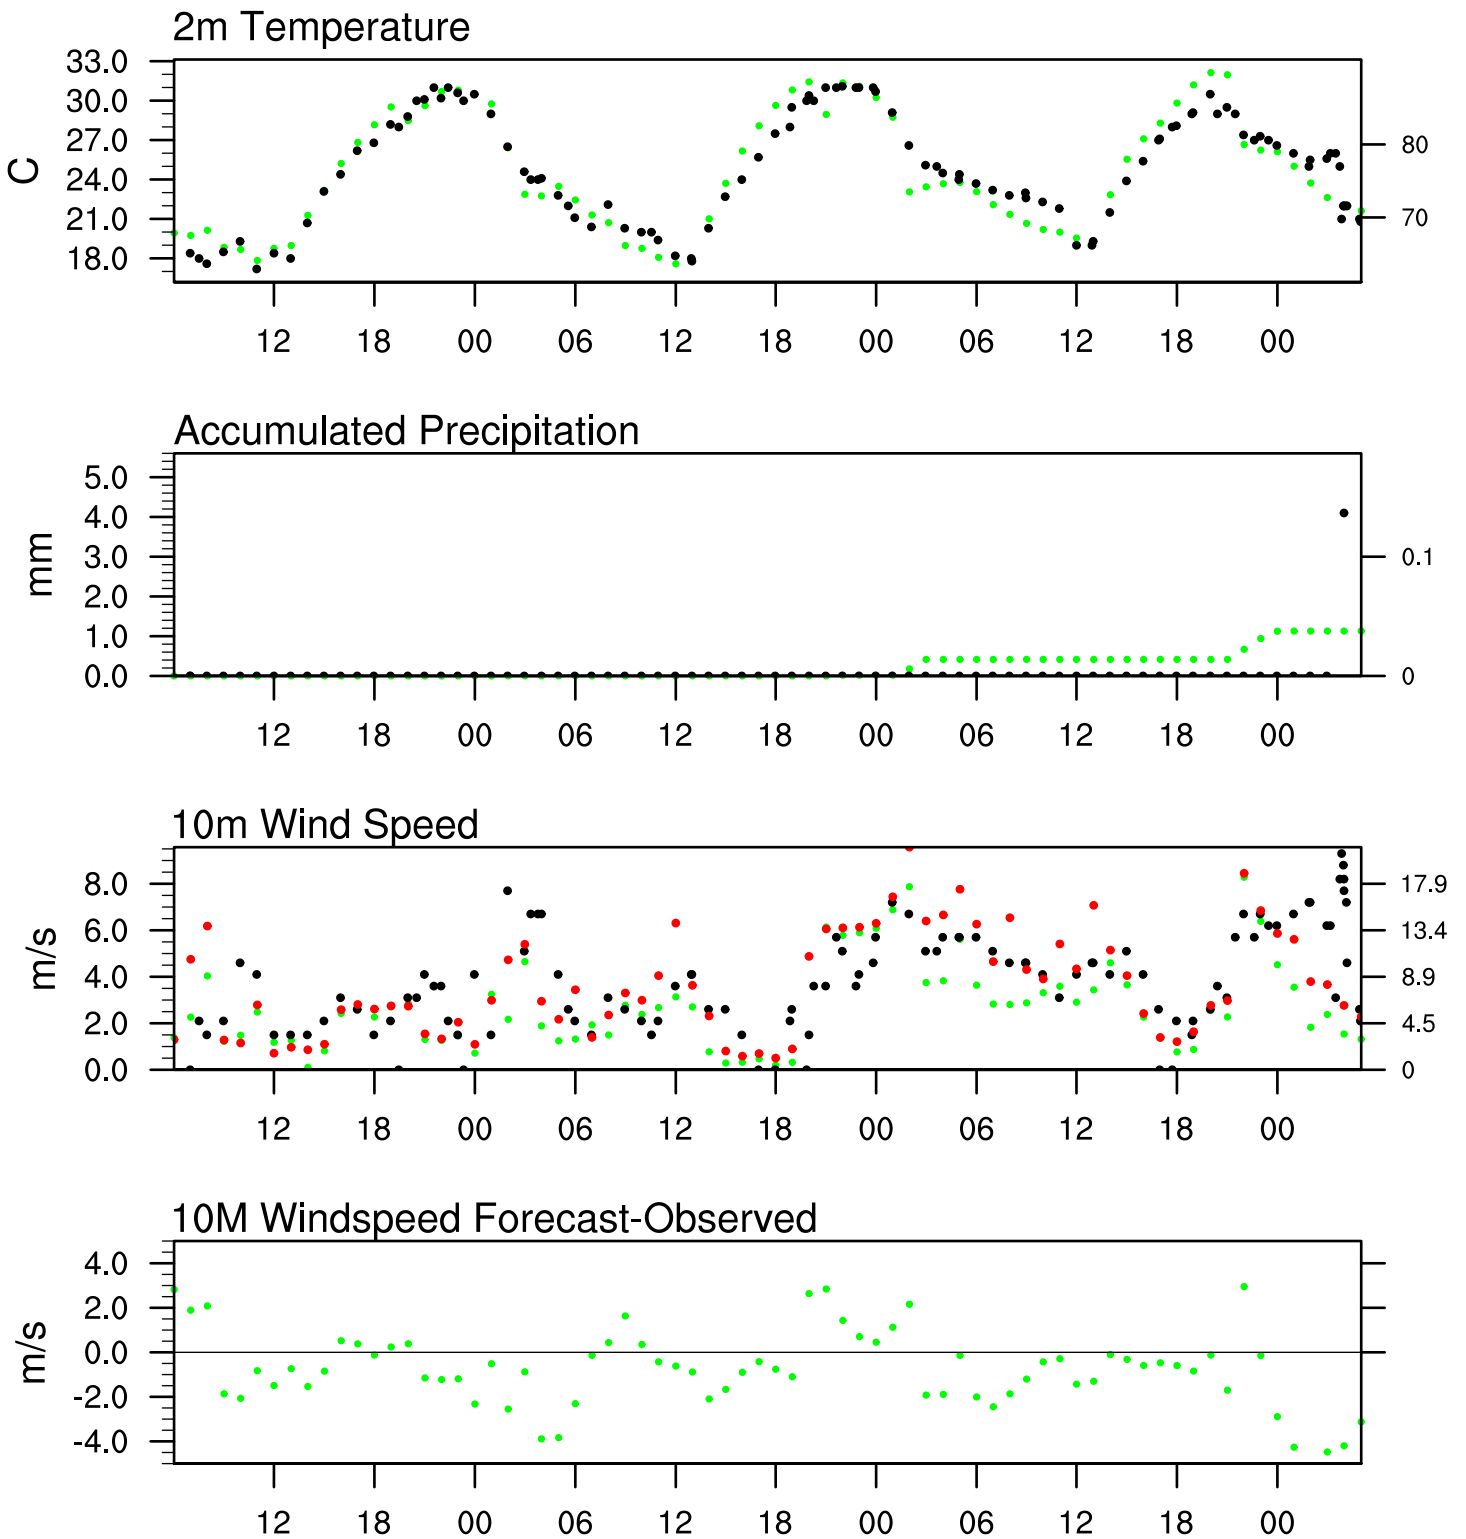 2m Temperature
33.0
30.0
27.0 80
24.0
21.0 70
18.0
C
12 18 00 06 12 18 00 06 12 18 00
Accumulated Precipitation
5.0
4.0
3.0 0.1
2.0
1.0
0.0 0
mm
12 18 00 06 12 18 00 06 12 18 00
10m Wind Speed
8.0 17.9
6.0 13.4
4.0 8.9
2.0 4.5
0.0 0
m/s
12 18 00 06 12 18 00 06 12 18 00
10M Windspeed Forecast-Observed
4.0
2.0
0.0
-2.0
-4.0
m/s
12 18 00 06 12 18 00 06 12 18 00